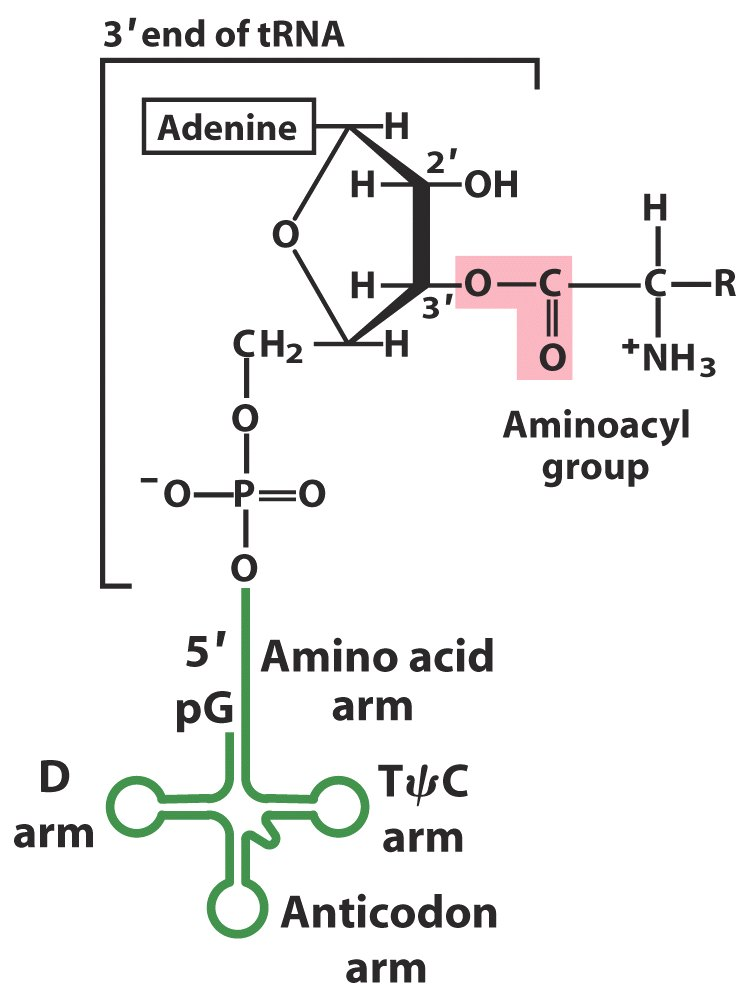 3′ end of tRNA
Adenine
H
2′
H
OH
H
O
H
3′
O
C
C
R
CH₂
H
O
⁺NH₃
O
Aminoacyl
group
⁻O
P
O
O
5′
Amino acid
arm
pG
D
arm
TψC
arm
Anticodon
arm